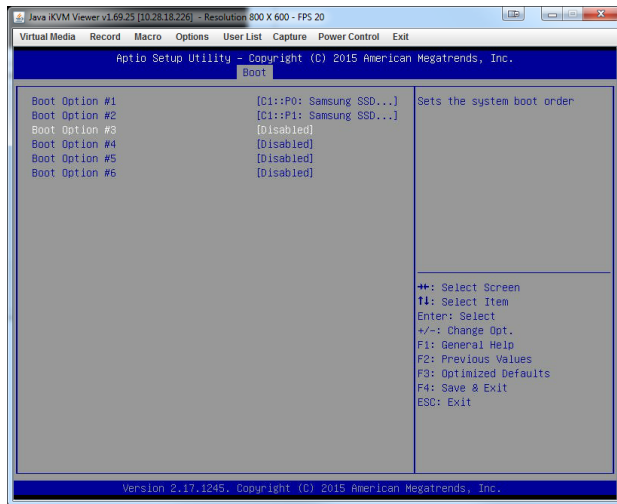 Java iKVM Viewer v1.69.25 [10.28.18.226] - Resolution 800 X 600 - FPS 20
Virtual Media Record Macro Options User List Capture Power Control Exit
Aptio Setup Utility – Copyright (C) 2015 American Megatrends, Inc.
Boot
Boot Option #1 [C1::P0: Samsung SSD...]
Boot Option #2 [C1::P1: Samsung SSD...]
Boot Option #3 [Disabled]
Boot Option #4 [Disabled]
Boot Option #5 [Disabled]
Boot Option #6 [Disabled]
Sets the system boot order
→←: Select Screen
↑↓: Select Item
Enter: Select
+/-: Change Opt.
F1: General Help
F2: Previous Values
F3: Optimized Defaults
F4: Save & Exit
ESC: Exit
Version 2.17.1245. Copyright (C) 2015 American Megatrends, Inc.